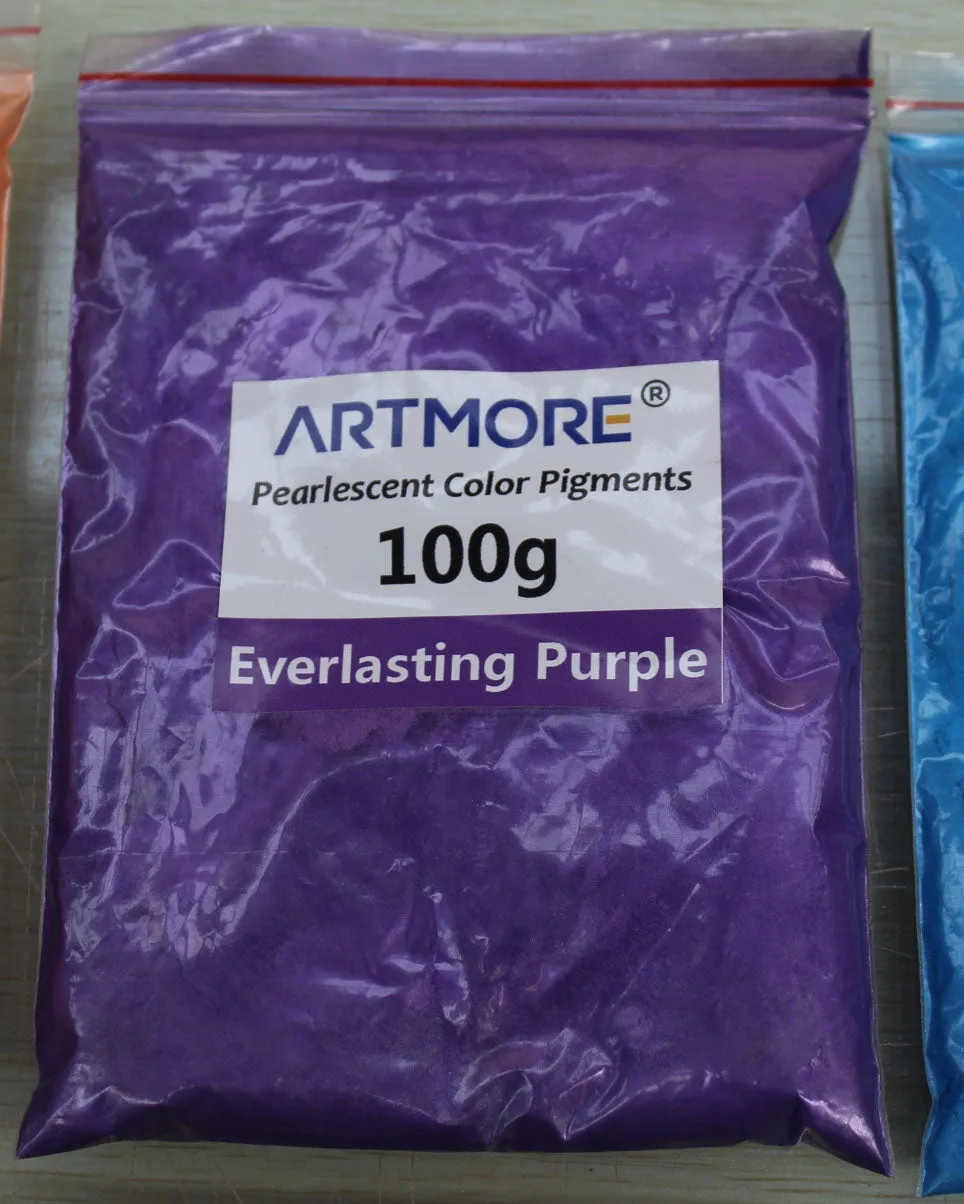 ARTMORE®
Pearlescent Color Pigments
100g
Everlasting Purple